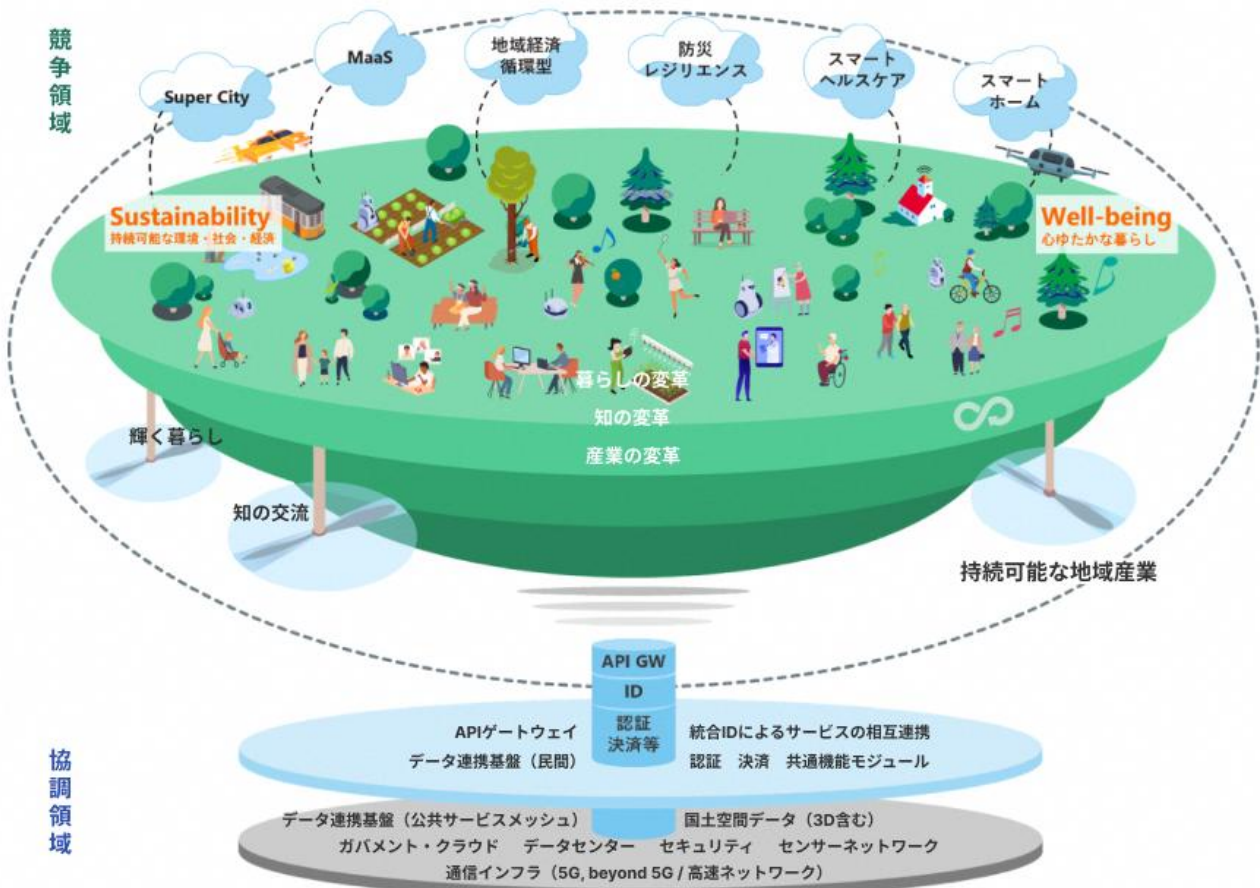 競争領域
Super City
MaaS
地域経済
循環型
防災
レジリエンス
スマート
ヘルスケア
スマート
ホーム
Sustainability
持続可能な環境・社会・経済
Well-being
心ゆたかな暮らし
暮らしの変革
知の変革
産業の変革
輝く暮らし
知の交流
持続可能な地域産業
API GW
ID
認証
決済等
協調領域
APIゲートウェイ
統合IDによるサービスの相互連携
データ連携基盤（民間）
認証 決済 共通機能モジュール
データ連携基盤（公共サービスメッシュ）
国土空間データ（3D含む）
ガバメント・クラウド データセンター セキュリティ センサーネットワーク
通信インフラ（5G, beyond 5G / 高速ネットワーク）